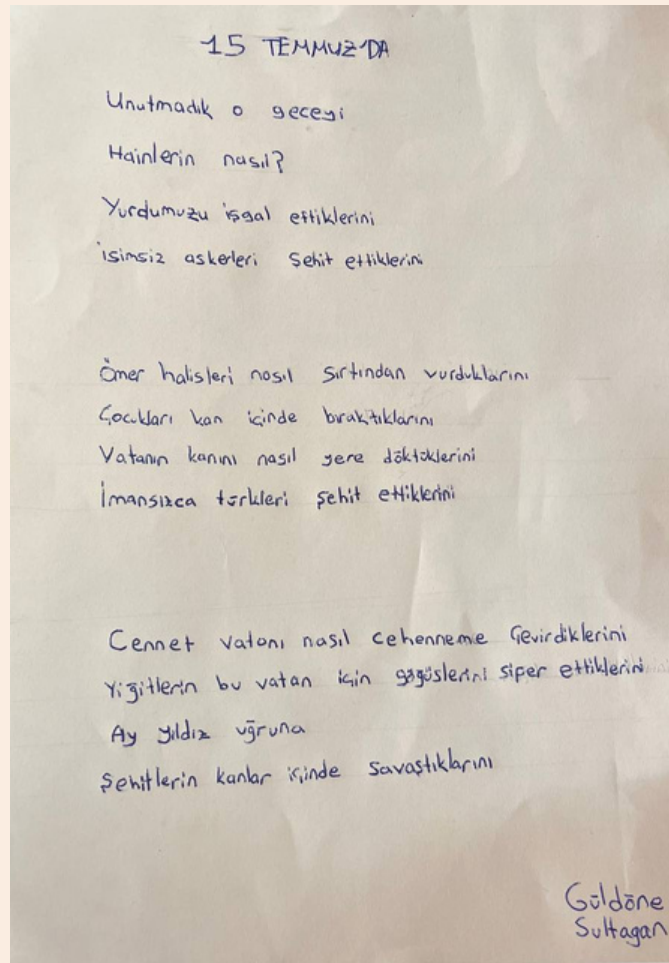 15 TEMMUZ'DA
Unutmadık o geceyi
Hainlerin nasıl?
Yurdumuzu işgal ettiklerini
isimsiz askerleri şehit ettiklerini
Ömer halisleri nasıl sırtından vurduklarını
Çocukları kan içinde bıraktıklarını
Vatanın kanını nasıl yere döktüklerini
İmansızca türkleri şehit ettiklerini
Cennet vatanı nasıl cehenneme çevirdiklerini
Yiğitlerin bu vatan için göğüslerini siper ettiklerini
Ay yıldız uğruna
Şehitlerin kanlar içinde savaştıklarını
Güldöne
Sultagan